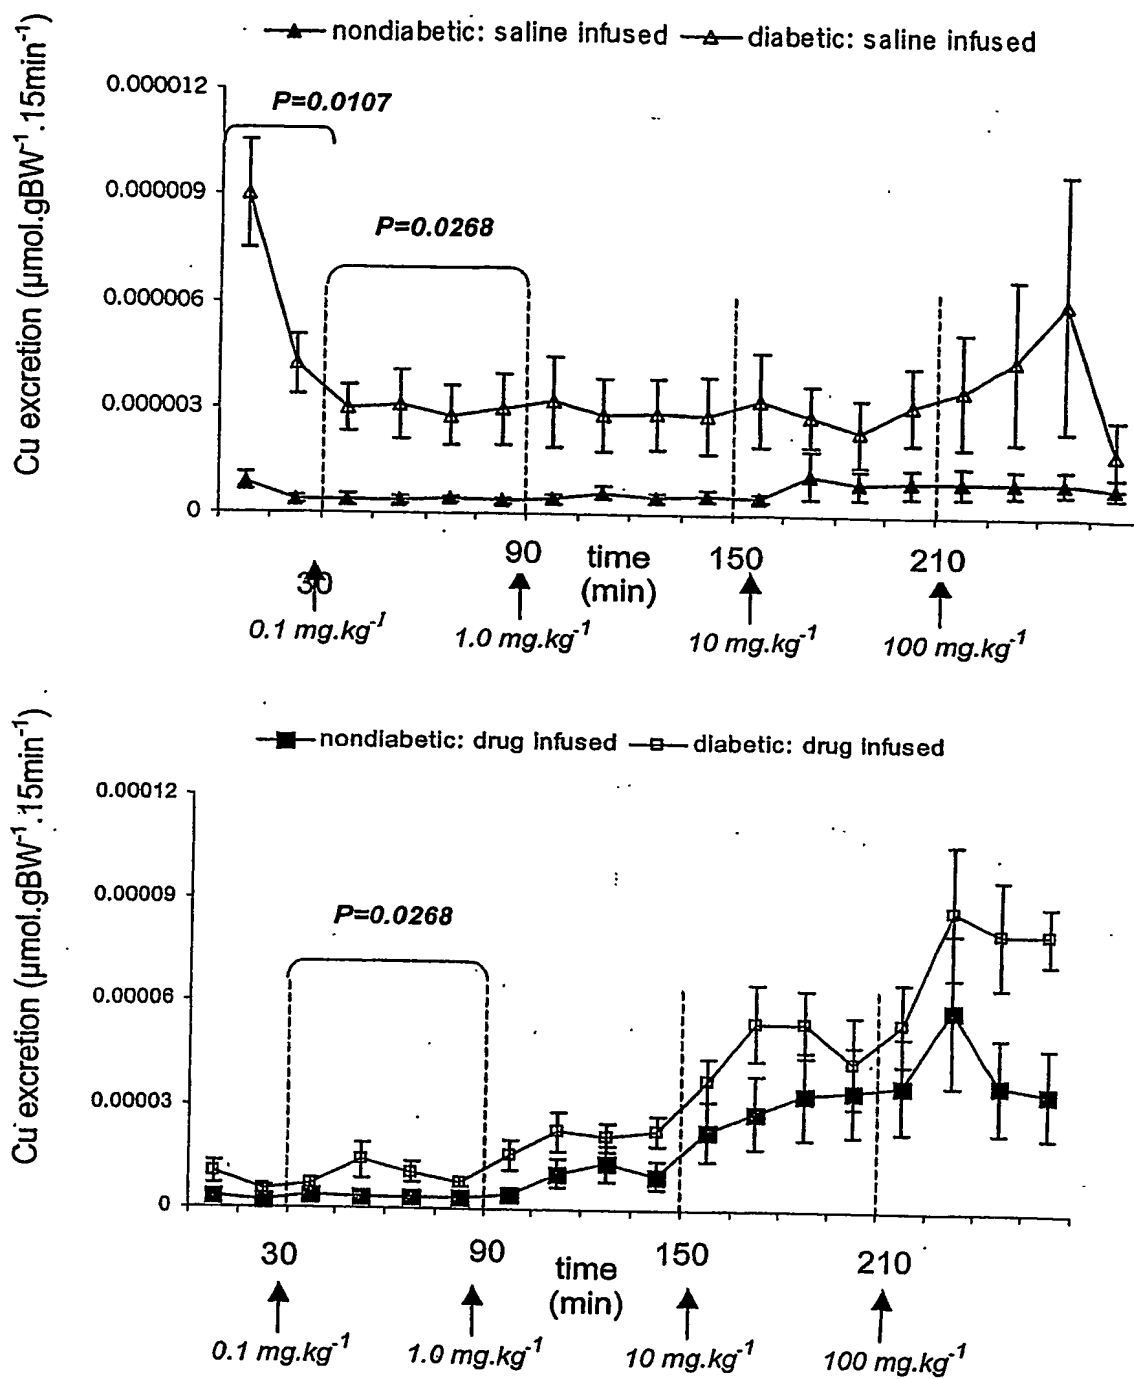 nondiabetic: saline infused diabetic: saline infused
Cu excretion (µmol.gBW⁻¹.15min⁻¹)
0.000012
P=0.0107
0.000009
P=0.0268
0.000006
0.000003
0
30
90
time
(min)
150
210
0.1 mg.kg⁻¹
1.0 mg.kg⁻¹
10 mg.kg⁻¹
100 mg.kg⁻¹
nondiabetic: drug infused diabetic: drug infused
Cu excretion (µmol.gBW⁻¹.15min⁻¹)
0.00012
0.00009
P=0.0268
0.00006
0.00003
0
30
90
time
(min)
150
210
0.1 mg.kg⁻¹
1.0 mg.kg⁻¹
10 mg.kg⁻¹
100 mg.kg⁻¹